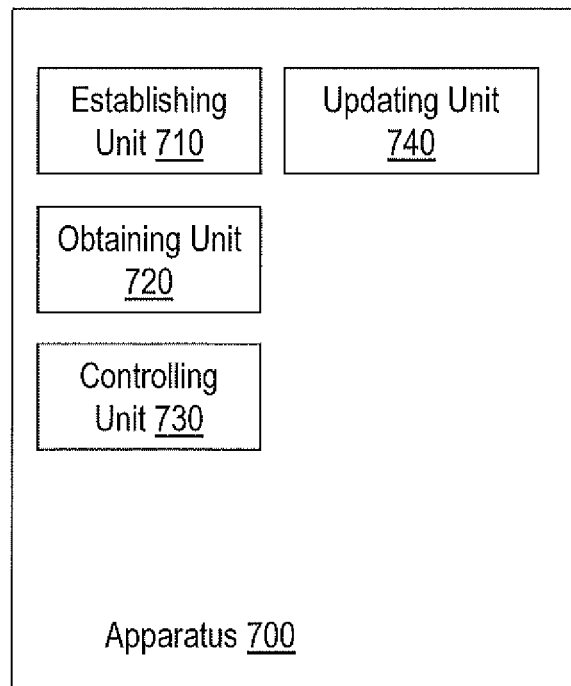 Establishing
Unit 710
Updating Unit
740
Obtaining Unit
720
Controlling
Unit 730
Apparatus 700